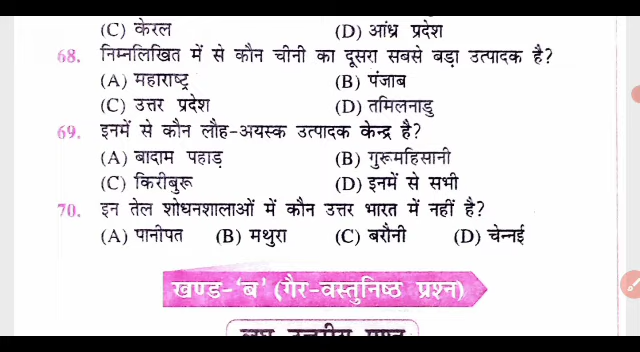 (C) केरल (D) आंध्र प्रदेश
68. निम्नलिखित में से कौन चीनी का दूसरा सबसे बड़ा उत्पादक है?
(A) महाराष्ट्र (B) पंजाब
(C) उत्तर प्रदेश (D) तमिलनाडु
69. इनमें से कौन लौह-अयस्क उत्पादक केन्द्र है?
(A) बादाम पहाड़ (B) गुरूमहिसानी
(C) किरीबुरू (D) इनमें से सभी
70. इन तेल शोधनशालाओं में कौन उत्तर भारत में नहीं है?
(A) पानीपत (B) मथुरा (C) बरौनी (D) चेन्नई
खण्ड-'ब' (गैर-वस्तुनिष्ठ प्रश्न)